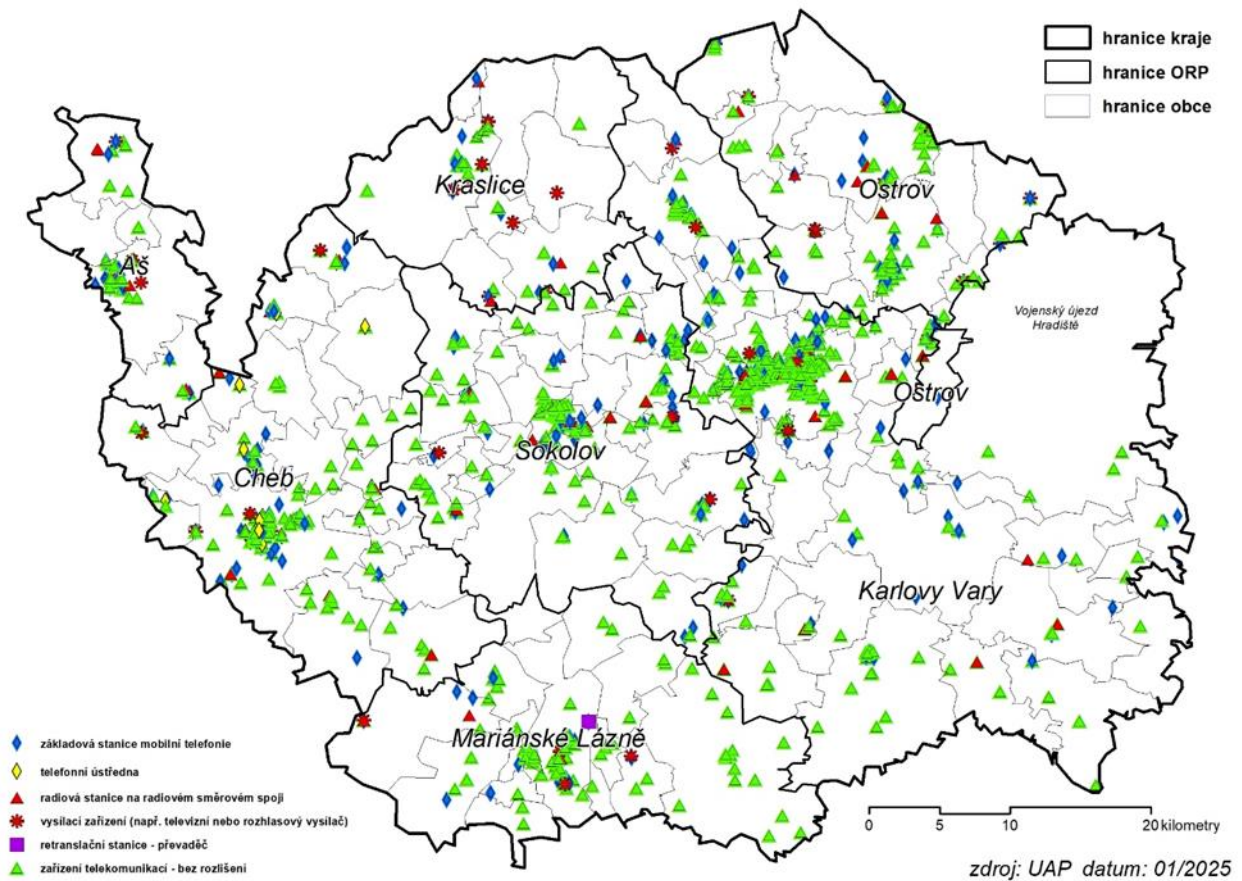 hranice kraje
hranice ORP
hranice obce
Kraslice
Ostrov
Aš
Vojenský újezd
Hradiště
Ostrov
Sokolov
Cheb
Karlovy Vary
Mariánské Lázně
základová stanice mobilní telefonie
telefonní ústředna
radiová stanice na radiovém směrovém spoji
vysílací zařízení (např. televizní nebo rozhlasový vysílač)
retranslační stanice - převaděč
zařízení telekomunikací - bez rozlišení
0 5 10 20 kilometry
zdroj: UAP datum: 01/2025